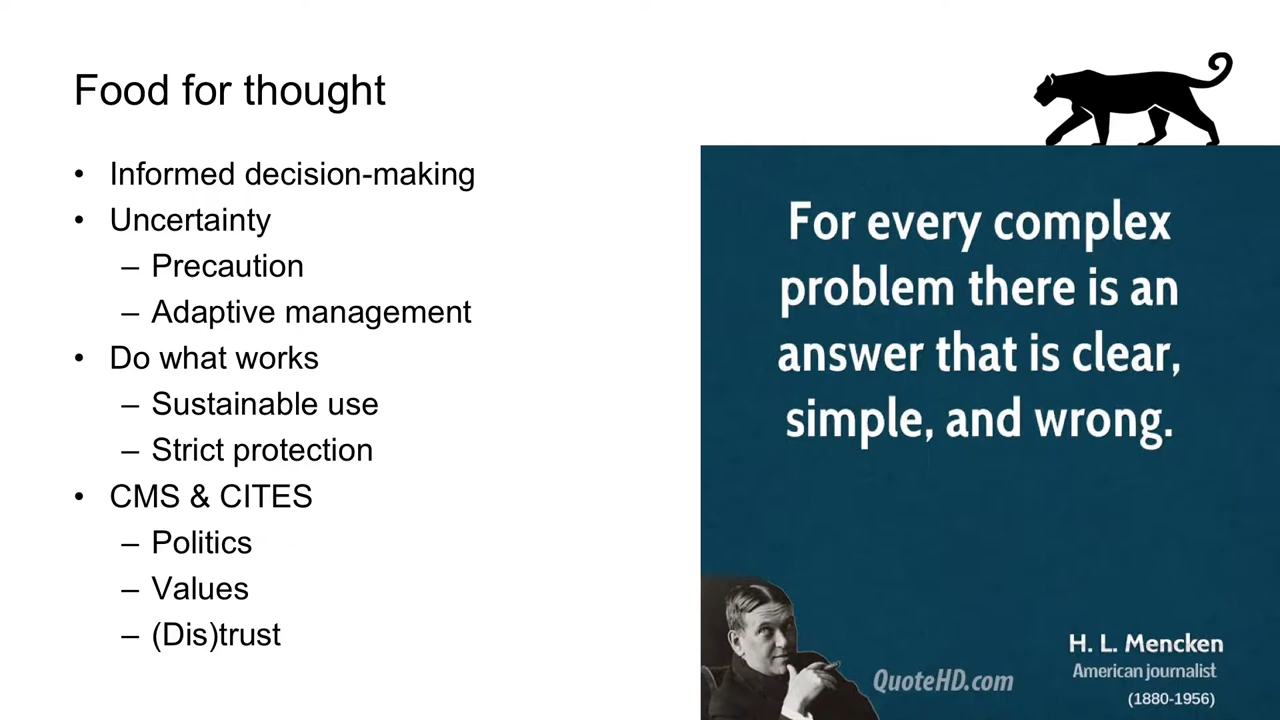 Food for thought
• Informed decision-making
• Uncertainty
– Precaution
– Adaptive management
• Do what works
– Sustainable use
– Strict protection
• CMS & CITES
– Politics
– Values
– (Dis)trust
For every complex
problem there is an
answer that is clear,
simple, and wrong.
H. L. Mencken
American journalist
(1880-1956)
QuoteHD.com